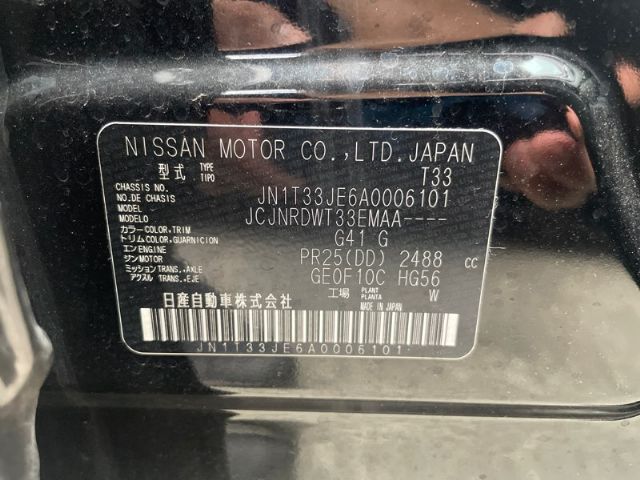 NISSAN MOTOR CO.,LTD.JAPAN
型式 TYPE TIPO T33
CHASSIS NO. JN1T33JE6A0006101
NO.DE CHASIS
MODEL JCJNRDWT33EMAA----
MODELO
カラー COLOR,TRIM G41 G
トリム COLOR,GUARNICION
エンジン ENGINE MOTOR PR25(DD) 2488 cc
ミッション TRANS.,AXLE GE0F10C HG56
アクスル TRANS.,EJE
工場 PLANT PLANTA W
日産自動車株式会社 MADE IN JAPAN
JN1T33JE6A0006101